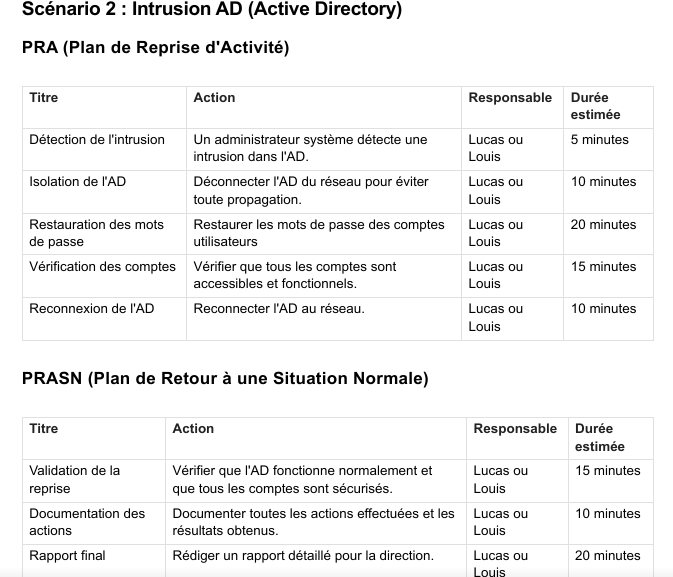 Scénario 2 : Intrusion AD (Active Directory)
PRA (Plan de Reprise d'Activité)
Titre Action Responsable Durée
estimée
Détection de l'intrusion Un administrateur système détecte une Lucas ou 5 minutes
intrusion dans l'AD. Louis
Isolation de l'AD Déconnecter l'AD du réseau pour éviter Lucas ou 10 minutes
toute propagation. Louis
Restauration des mots Restaurer les mots de passe des comptes Lucas ou 20 minutes
de passe utilisateurs Louis
Vérification des comptes Vérifier que tous les comptes sont Lucas ou 15 minutes
accessibles et fonctionnels. Louis
Reconnexion de l'AD Reconnecter l'AD au réseau. Lucas ou 10 minutes
Louis
PRASN (Plan de Retour à une Situation Normale)
Titre Action Responsable Durée
estimée
Validation de la Vérifier que l'AD fonctionne normalement et Lucas ou 15 minutes
reprise que tous les comptes sont sécurisés. Louis
Documentation des Documenter toutes les actions effectuées et les Lucas ou 10 minutes
actions résultats obtenus. Louis
Rapport final Rédiger un rapport détaillé pour la direction. Lucas ou 20 minutes
Louis